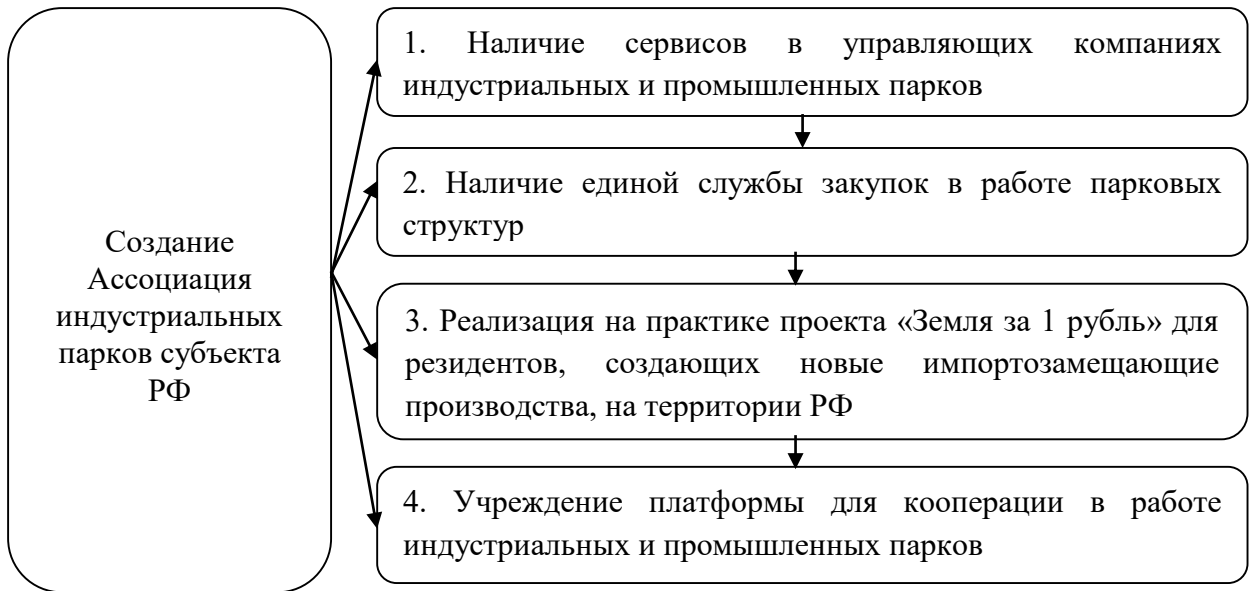 Создание
Ассоциация
индустриальных
парков субъекта
РФ
1. Наличие сервисов в управляющих компаниях
индустриальных и промышленных парков
2. Наличие единой службы закупок в работе парковых
структур
3. Реализация на практике проекта «Земля за 1 рубль» для
резидентов, создающих новые импортозамещающие
производства, на территории РФ
4. Учреждение платформы для кооперации в работе
индустриальных и промышленных парков